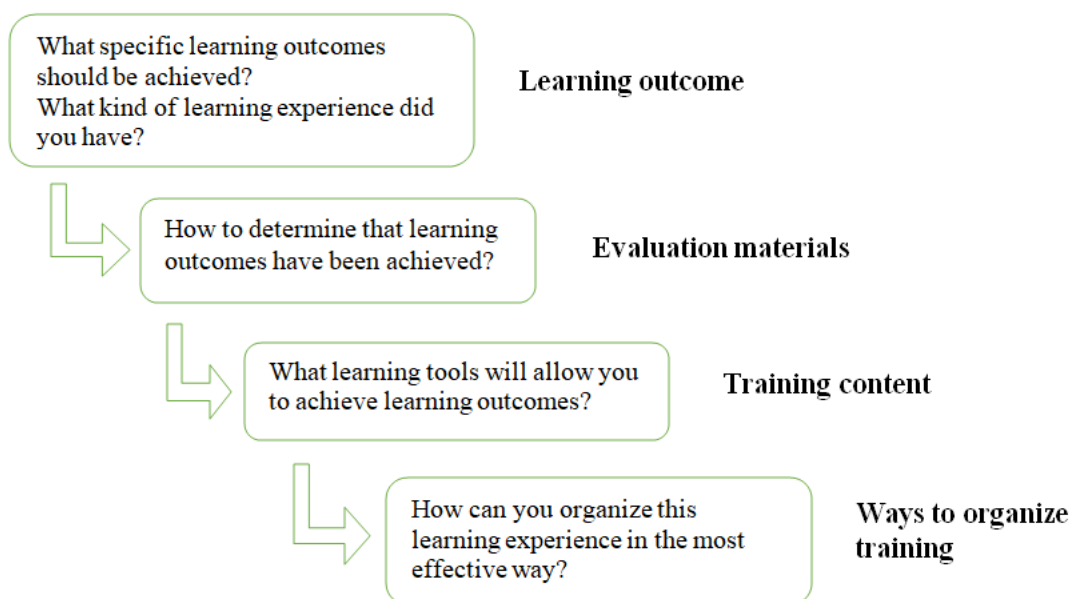 What specific learning outcomes
should be achieved?
What kind of learning experience did
you have?
Learning outcome
How to determine that learning
outcomes have been achieved?
Evaluation materials
What learning tools will allow you
to achieve learning outcomes?
Training content
How can you organize this
learning experience in the most
effective way?
Ways to organize
training